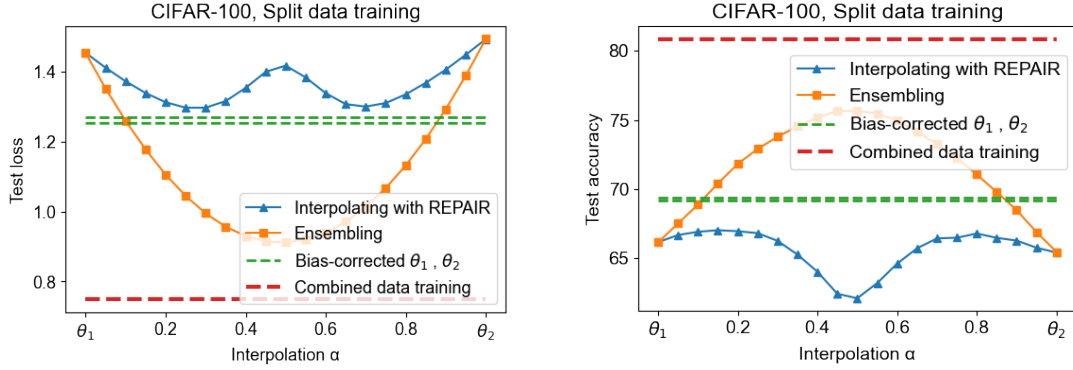 CIFAR-100, Split data training
Test loss
1.4
1.2
1.0
0.8
Interpolating with REPAIR
Ensembling
Bias-corrected θ₁ , θ₂
Combined data training
θ₁ 0.2 0.4 0.6 0.8 θ₂
Interpolation α
CIFAR-100, Split data training
Test accuracy
80
75
70
65
Interpolating with REPAIR
Ensembling
Bias-corrected θ₁ , θ₂
Combined data training
θ₁ 0.2 0.4 0.6 0.8 θ₂
Interpolation α